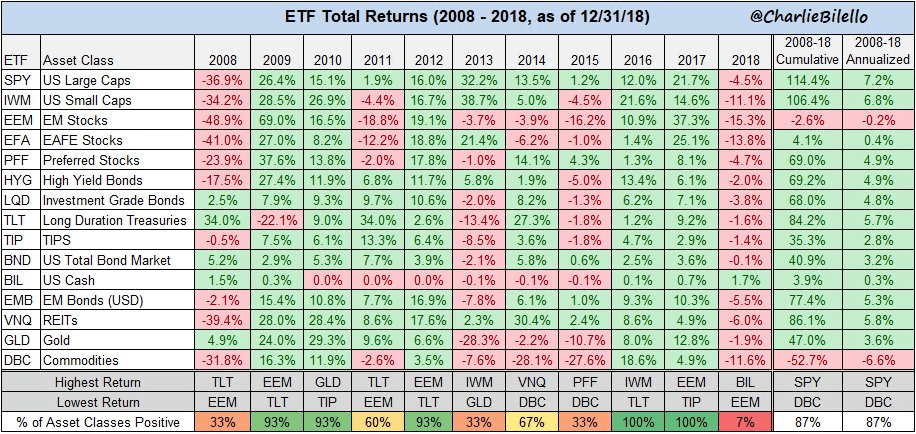 ETF Total Returns (2008 - 2018, as of 12/31/18) @CharlieBilello
ETF Asset Class 2008 2009 2010 2011 2012 2013 2014 2015 2016 2017 2018 2008-18 Cumulative 2008-18 Annualized
SPY US Large Caps -36.9% 26.4% 15.1% 1.9% 16.0% 32.2% 13.5% 1.2% 12.0% 21.7% -4.5% 114.4% 7.2%
IWM US Small Caps -34.2% 28.5% 26.9% -4.4% 16.7% 38.7% 5.0% -4.5% 21.6% 14.6% -11.1% 106.4% 6.8%
EEM EM Stocks -48.9% 69.0% 16.5% -18.8% 19.1% -3.7% -3.9% -16.2% 10.9% 37.3% -15.3% -2.6% -0.2%
EFA EAFE Stocks -41.0% 27.0% 8.2% -12.2% 18.8% 21.4% -6.2% -1.0% 1.4% 25.1% -13.8% 4.1% 0.4%
PFF Preferred Stocks -23.9% 37.6% 13.8% -2.0% 17.8% -1.0% 14.1% 4.3% 1.3% 8.1% -4.7% 69.0% 4.9%
HYG High Yield Bonds -17.5% 27.4% 11.9% 6.8% 11.7% 5.8% 1.9% -5.0% 13.4% 6.1% -2.0% 69.2% 4.9%
LQD Investment Grade Bonds 2.5% 7.9% 9.3% 9.7% 10.6% -2.0% 8.2% -1.3% 6.2% 7.1% -3.8% 68.0% 4.8%
TLT Long Duration Treasuries 34.0% -22.1% 9.0% 34.0% 2.6% -13.4% 27.3% -1.8% 1.2% 9.2% -1.6% 84.2% 5.7%
TIP TIPS -0.5% 7.5% 6.1% 13.3% 6.4% -8.5% 3.6% -1.8% 4.7% 2.9% -1.4% 35.3% 2.8%
BND US Total Bond Market 5.2% 2.9% 5.3% 7.7% 3.9% -2.1% 5.8% 0.6% 2.5% 3.6% -0.1% 40.9% 3.2%
BIL US Cash 1.5% 0.3% 0.0% 0.0% 0.0% -0.1% -0.1% -0.1% 0.1% 0.7% 1.7% 3.9% 0.3%
EMB EM Bonds (USD) -2.1% 15.4% 10.8% 7.7% 16.9% -7.8% 6.1% 1.0% 9.3% 10.3% -5.5% 77.4% 5.3%
VNQ REITs -39.4% 28.0% 28.4% 8.6% 17.6% 2.3% 30.4% 2.4% 8.6% 4.9% -6.0% 86.1% 5.8%
GLD Gold 4.9% 24.0% 29.3% 9.6% 6.6% -28.3% -2.2% -10.7% 8.0% 12.8% -1.9% 47.0% 3.6%
DBC Commodities -31.8% 16.3% 11.9% -2.6% 3.5% -7.6% -28.1% -27.6% 18.6% 4.9% -11.6% -52.7% -6.6%
Highest Return TLT EEM GLD TLT EEM IWM VNQ PFF IWM EEM BIL SPY SPY
Lowest Return EEM TLT TIP EEM TLT GLD DBC DBC BIL TIP EEM DBC DBC
% of Asset Classes Positive 33% 93% 93% 60% 93% 33% 67% 33% 100% 100% 7% 87% 87%